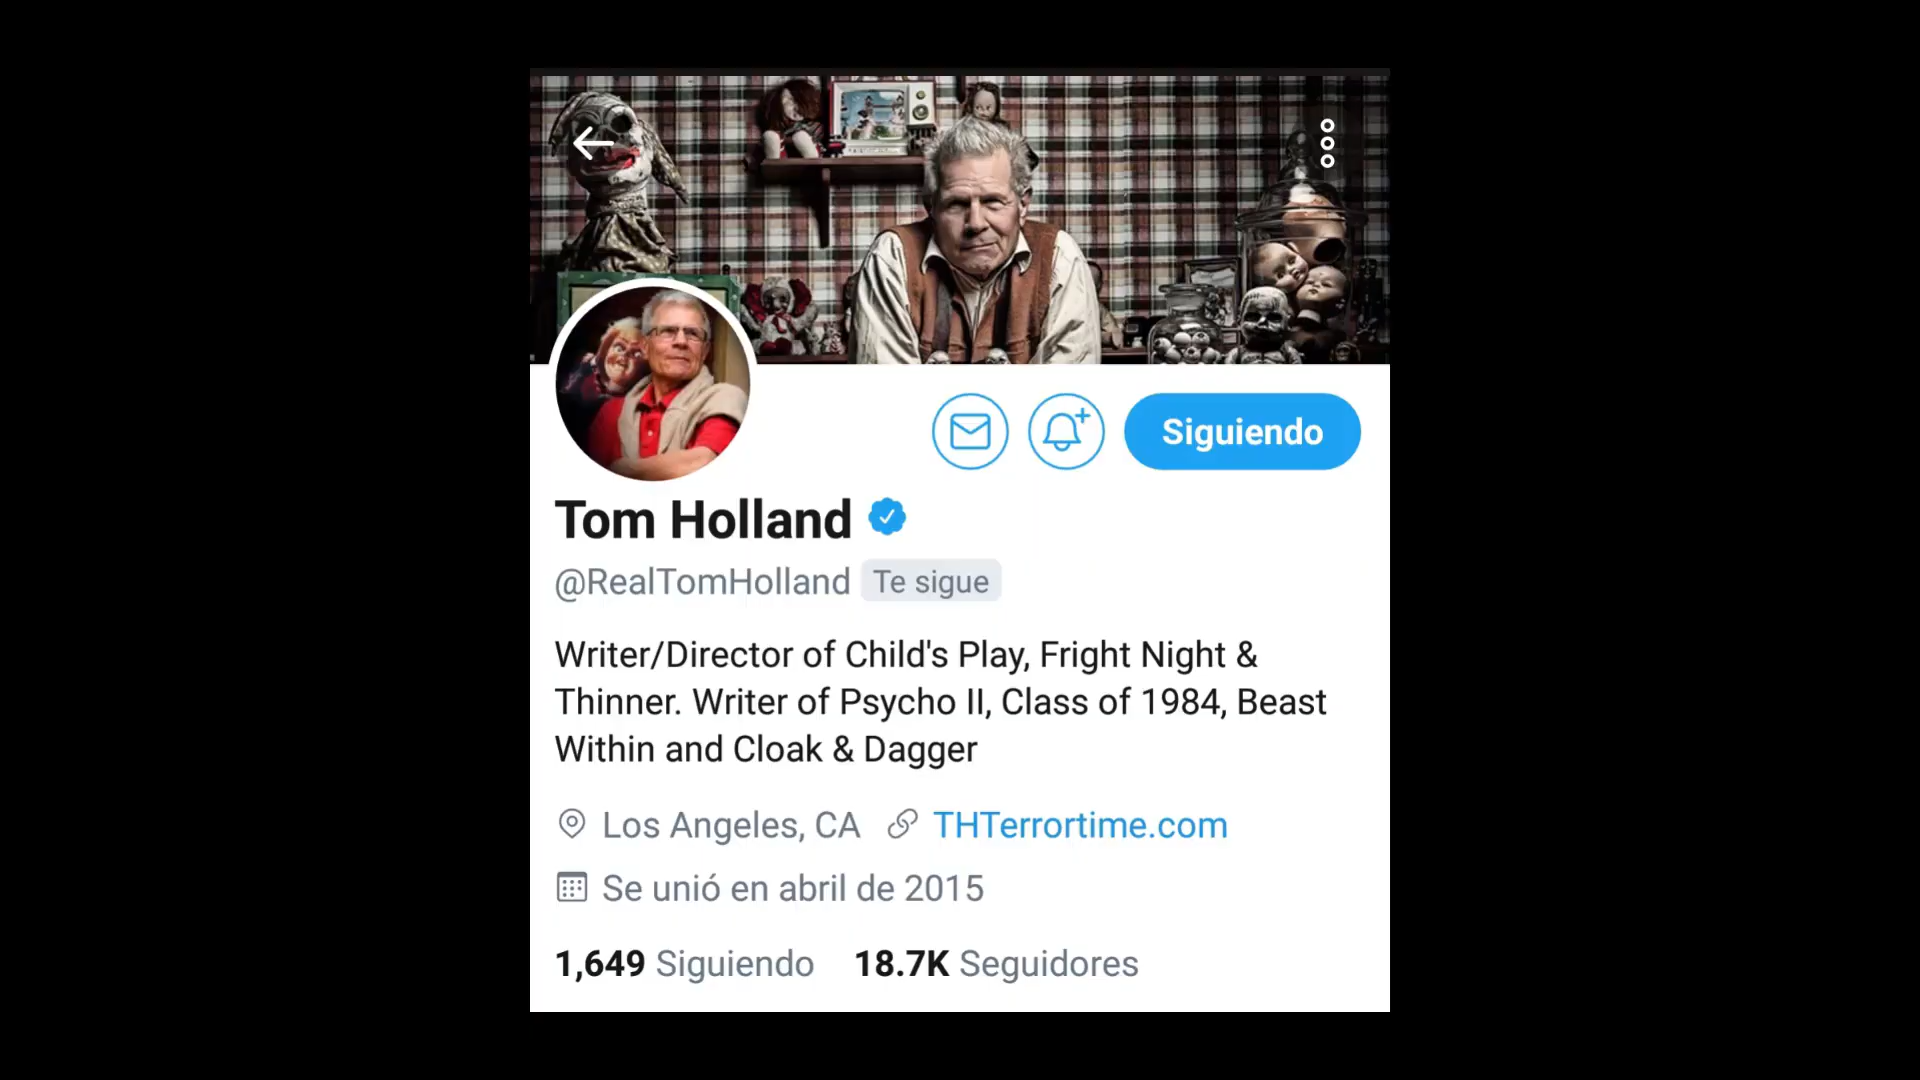 Siguiendo
Tom Holland
@RealTomHolland Te sigue
Writer/Director of Child's Play, Fright Night &
Thinner. Writer of Psycho II, Class of 1984, Beast
Within and Cloak & Dagger
Los Angeles, CA THTerrortime.com
Se unió en abril de 2015
1,649 Siguiendo 18.7K Seguidores